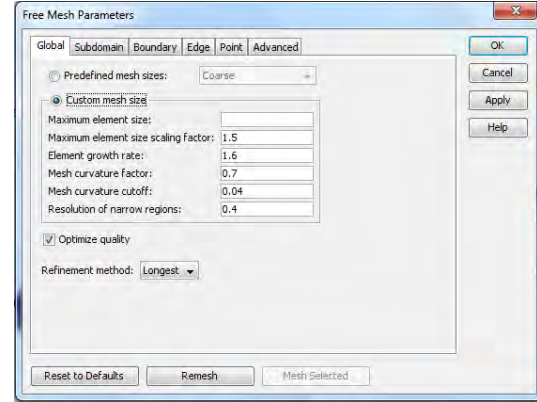 Free Mesh Parameters
Global Subdomain Boundary Edge Point Advanced
OK
Predefined mesh sizes: Coarse
Cancel
Custom mesh size
Apply
Maximum element size:
Help
Maximum element size scaling factor: 1.5
Element growth rate: 1.6
Mesh curvature factor: 0.7
Mesh curvature cutoff: 0.04
Resolution of narrow regions: 0.4
Optimize quality
Refinement method: Longest
Reset to Defaults Remesh Mesh Selected